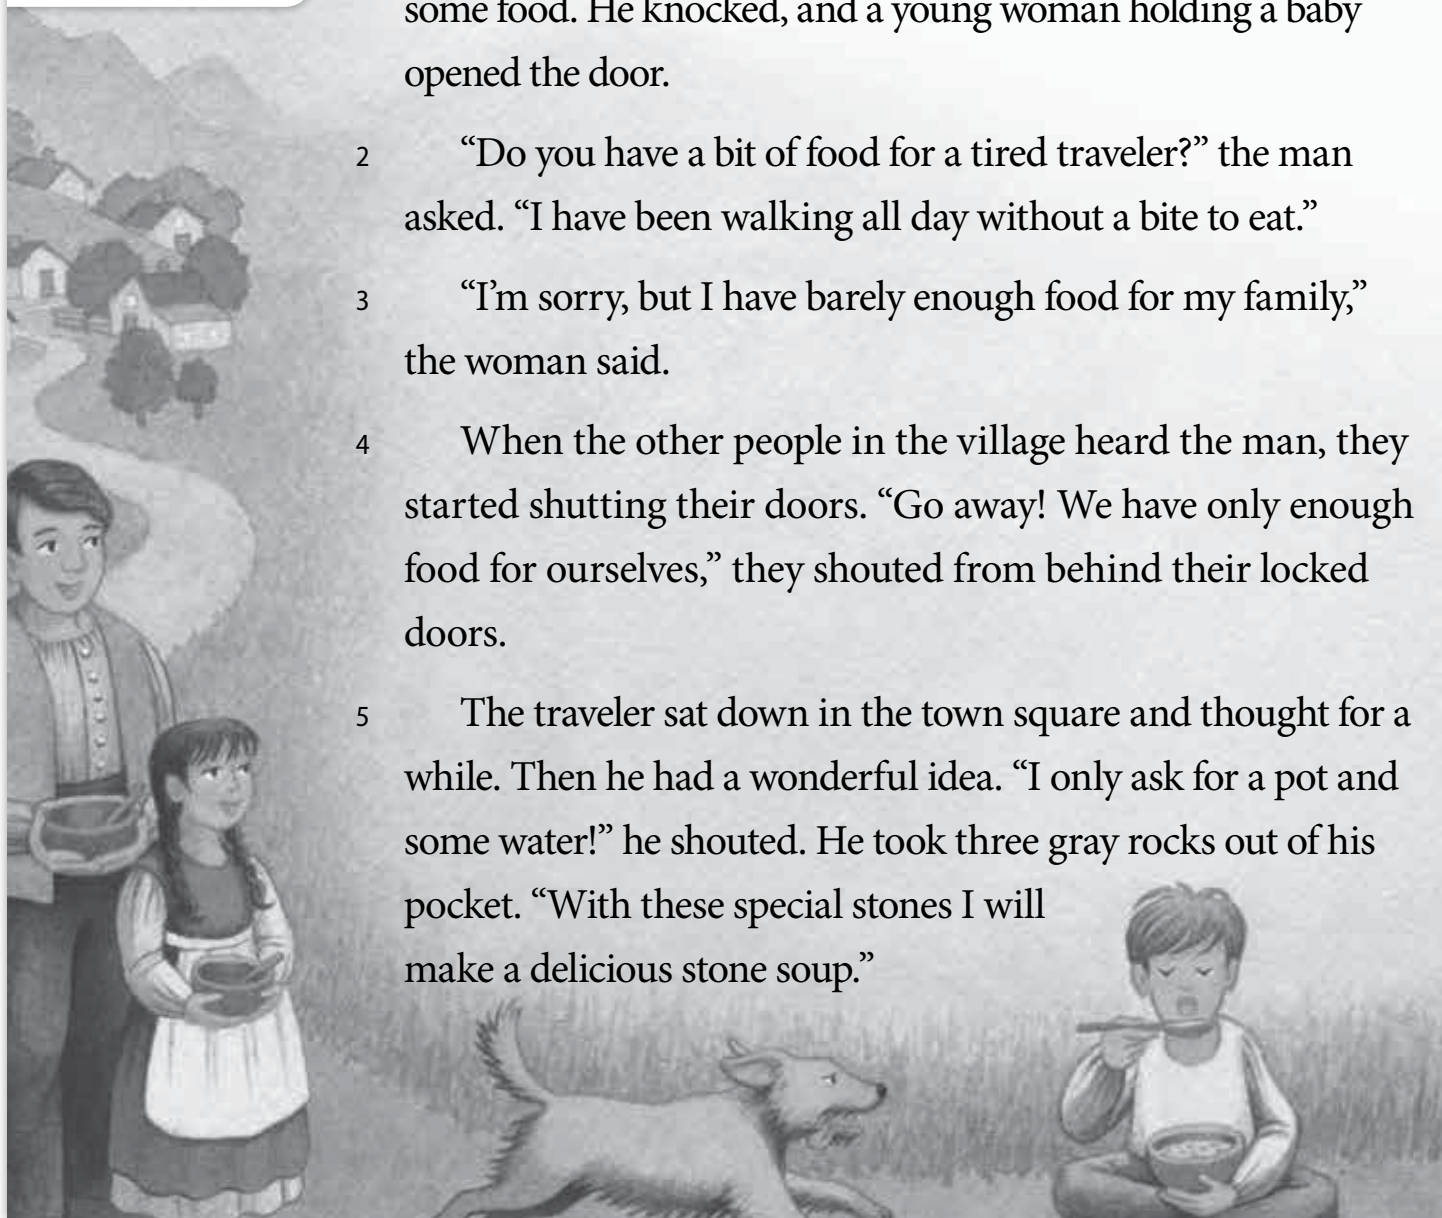 some food. He knocked, and a young woman holding a baby
opened the door.
2 “Do you have a bit of food for a tired traveler?” the man
asked. “I have been walking all day without a bite to eat.”
3 “I’m sorry, but I have barely enough food for my family,”
the woman said.
4 When the other people in the village heard the man, they
started shutting their doors. “Go away! We have only enough
food for ourselves,” they shouted from behind their locked
doors.
5 The traveler sat down in the town square and thought for a
while. Then he had a wonderful idea. “I only ask for a pot and
some water!” he shouted. He took three gray rocks out of his
pocket. “With these special stones I will
make a delicious stone soup.”